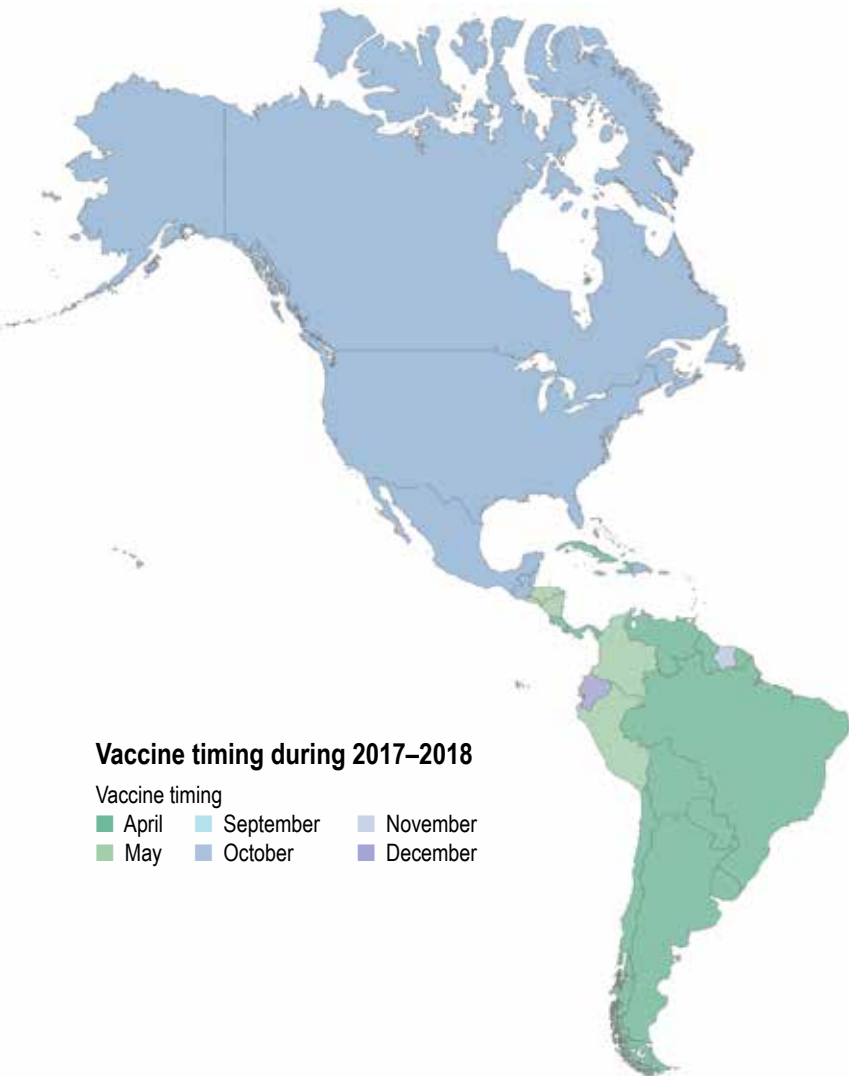 Vaccine timing during 2017–2018
Vaccine timing
April September November
May October December